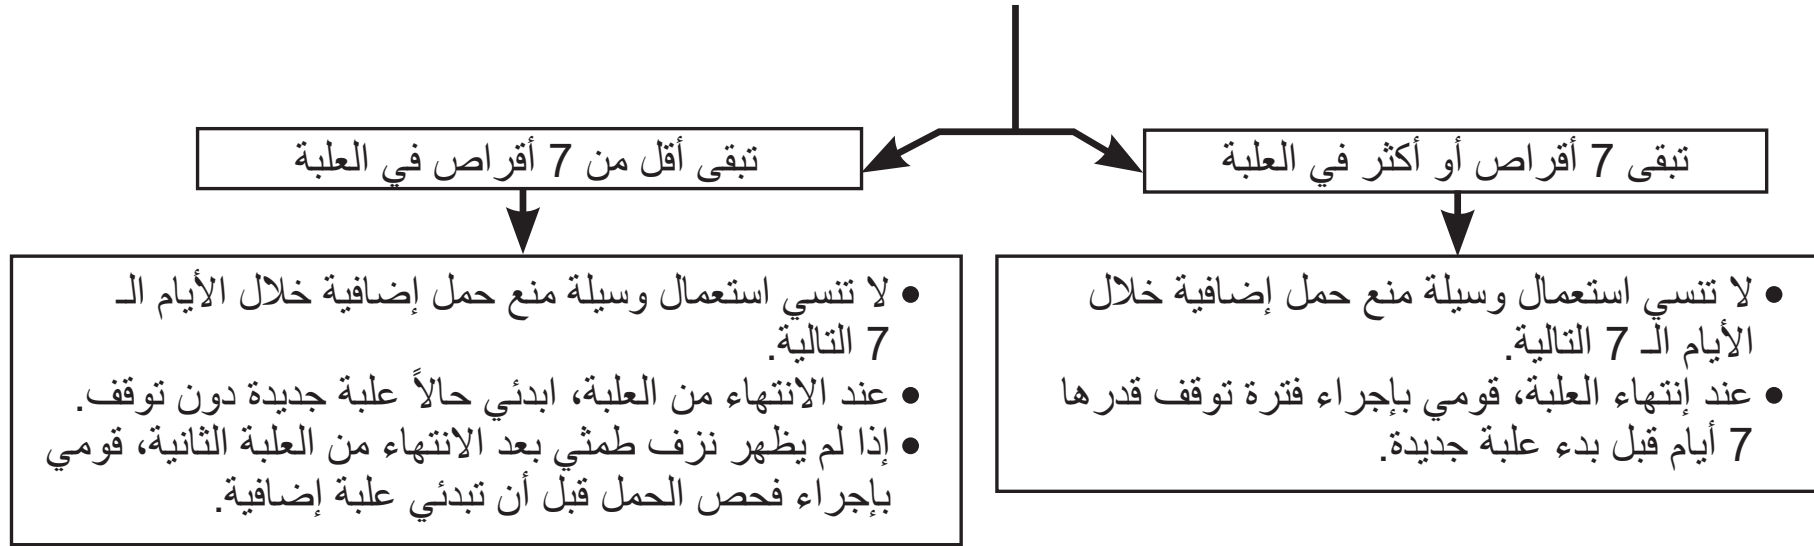 تبقى 7 أقراص أو أكثر في العلبة
تبقى أقل من 7 أقراص في العلبة
• لا تنسي استعمال وسيلة منع حمل إضافية خلال
الأيام الـ 7 التالية.
• عند إنتهاء العلبة، قومي بإجراء فترة توقف قدرها
7 أيام قبل بدء علبة جديدة.
• لا تنسي استعمال وسيلة منع حمل إضافية خلال الأيام الـ
7 التالية.
• عند الانتهاء من العلبة، ابدئي حالاً علبة جديدة دون توقف.
• إذا لم يظهر نزف طمثي بعد الانتهاء من العلبة الثانية، قومي
بإجراء فحص الحمل قبل أن تبدئي علبة إضافية.